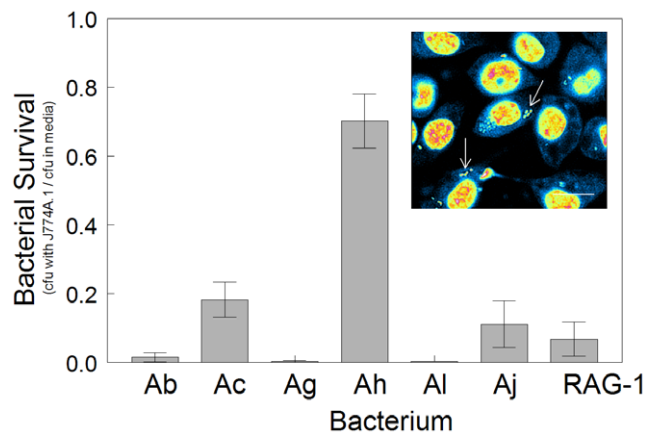 Bacterial Survival
(cfu with J774A.1 / cfu in media)
1.0
0.8
0.6
0.4
0.2
0.0
Ab Ac Ag Ah Al Aj RAG-1
Bacterium